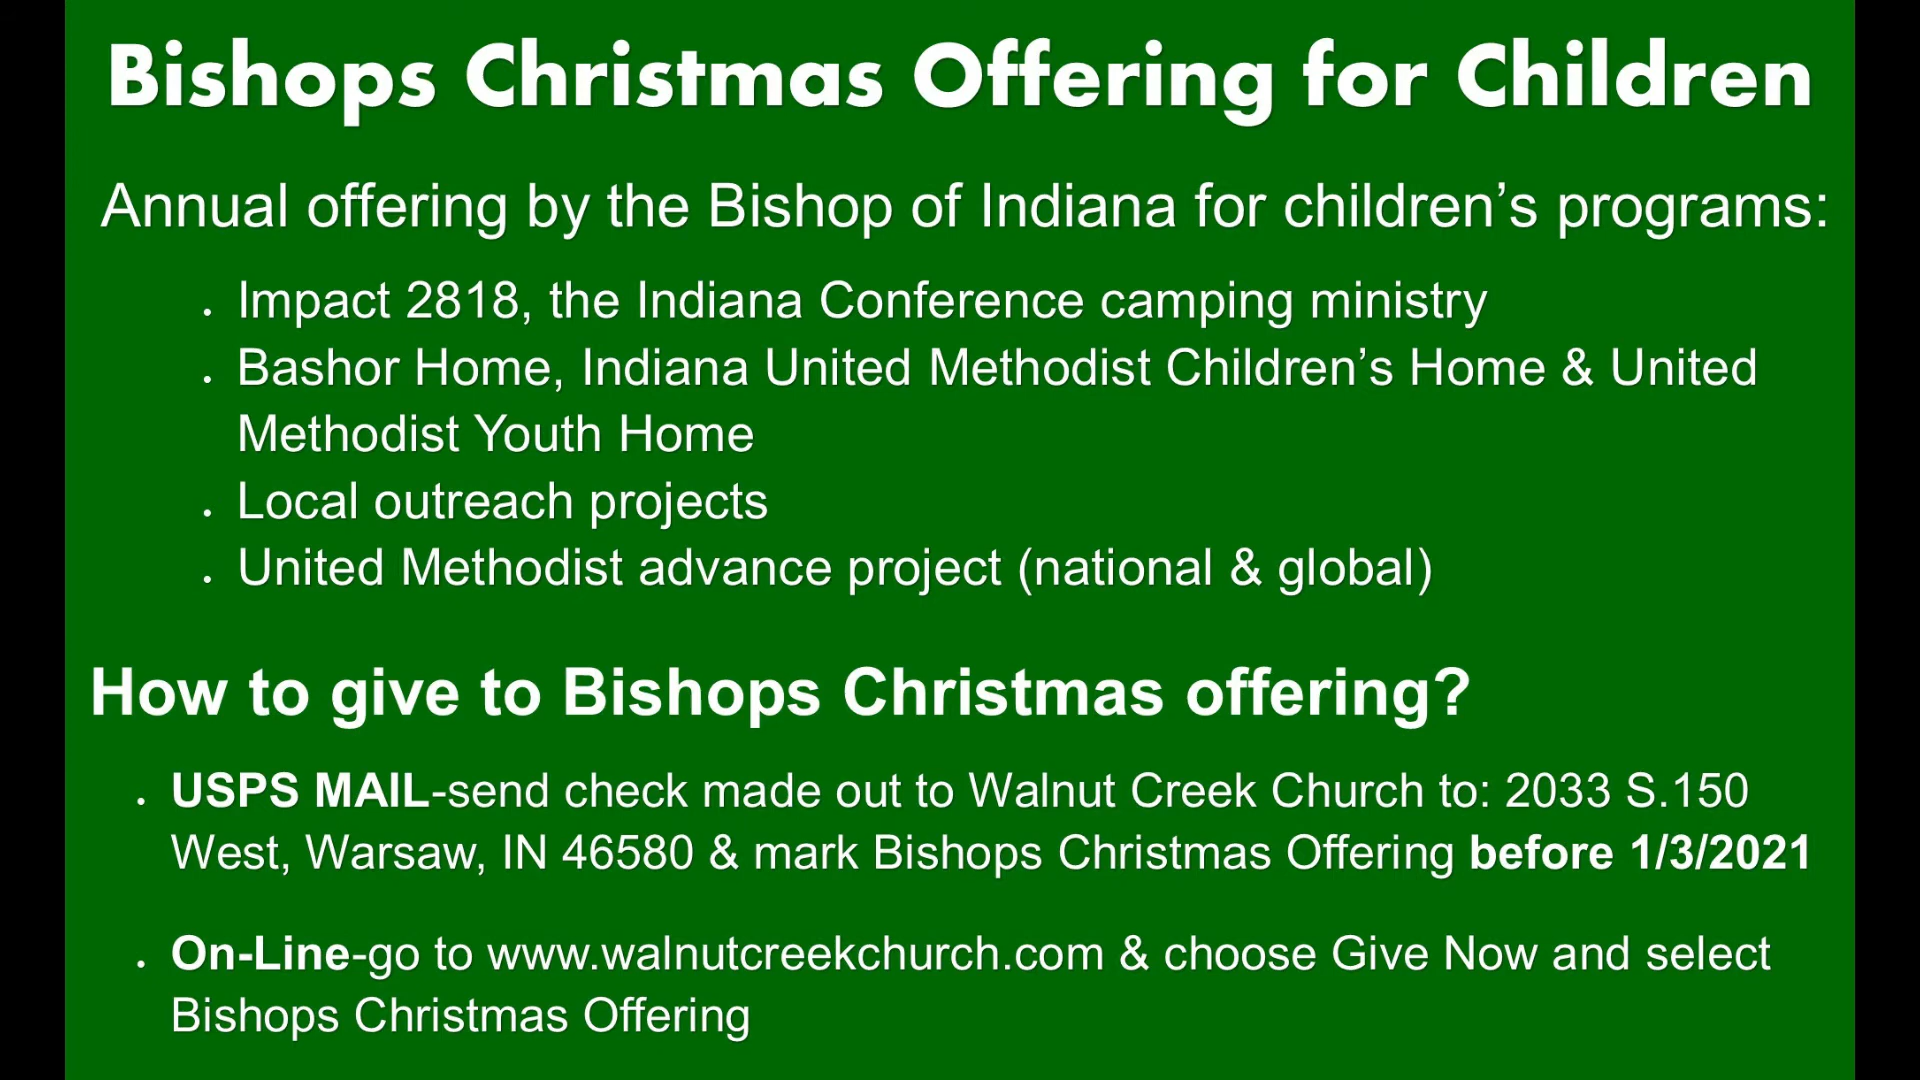 Bishops Christmas Offering for Children
Annual offering by the Bishop of Indiana for children’s programs:
• Impact 2818, the Indiana Conference camping ministry
• Bashor Home, Indiana United Methodist Children’s Home & United
Methodist Youth Home
• Local outreach projects
• United Methodist advance project (national & global)
How to give to Bishops Christmas offering?
• USPS MAIL-send check made out to Walnut Creek Church to: 2033 S.150
West, Warsaw, IN 46580 & mark Bishops Christmas Offering before 1/3/2021
• On-Line-go to www.walnutcreekchurch.com & choose Give Now and select
Bishops Christmas Offering